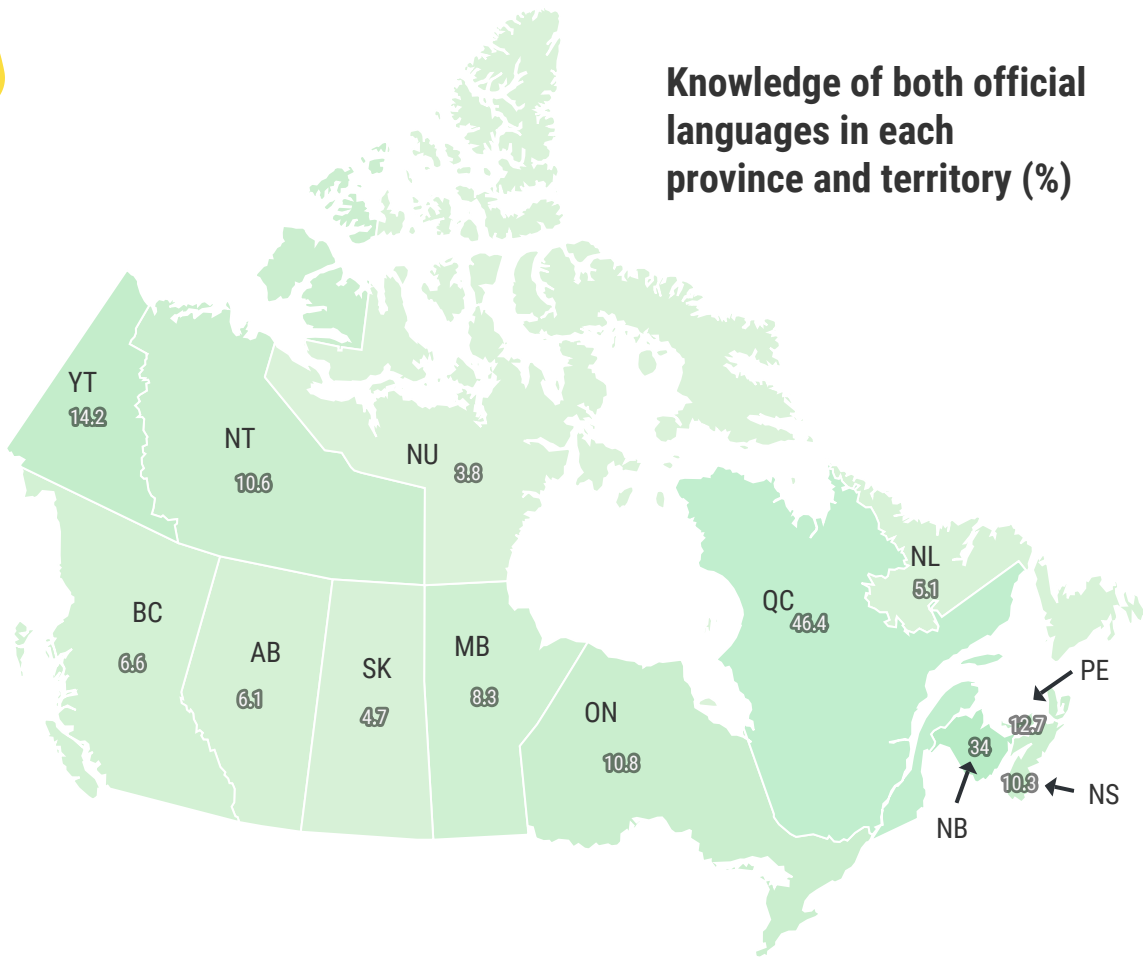 Knowledge of both official
languages in each
province and territory (%)
YT
14.2
NT
10.6
NU 3.8
BC
6.6
AB
6.1
SK
4.7
MB
8.3
ON
10.8
QC
46.4
NL
5.1
PE
12.7
34
10.3
NS
NB